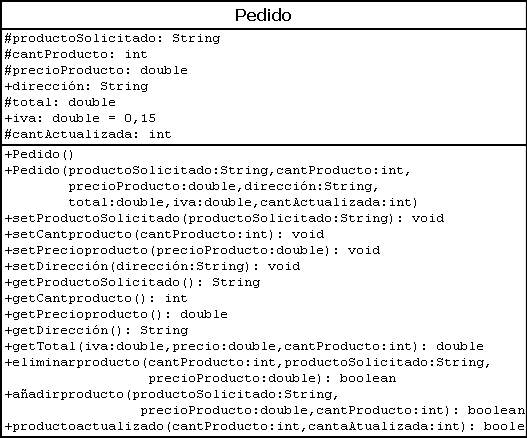 Pedido
#productoSolicitado: String
#cantProducto: int
#precioProducto: double
+dirección: String
#total: double
+iva: double = 0,15
#cantActualizada: int
+Pedido()
+Pedido(productoSolicitado:String,cantProducto:int,
precioProducto:double,dirección:String,
total:double,iva:double,cantActualizada:int)
+setProductoSolicitado(productoSolicitado:String): void
+setCantproducto(cantProducto:int): void
+setPrecioproducto(precioProducto:double): void
+setDirección(dirección:String): void
+getProductoSolicitado(): String
+getCantproducto(): int
+getPrecioproducto(): double
+getDirección(): String
+getTotal(iva:double,precio:double,cantProducto:int): double
+eliminarproducto(cantProducto:int,productoSolicitado:String,
precioProducto:double): boolean
+añadirproducto(productoSolicitado:String,
precioProducto:double,cantProducto:int): boolean
+productoactualizado(cantProducto:int,cantaAtualizada:int): boole